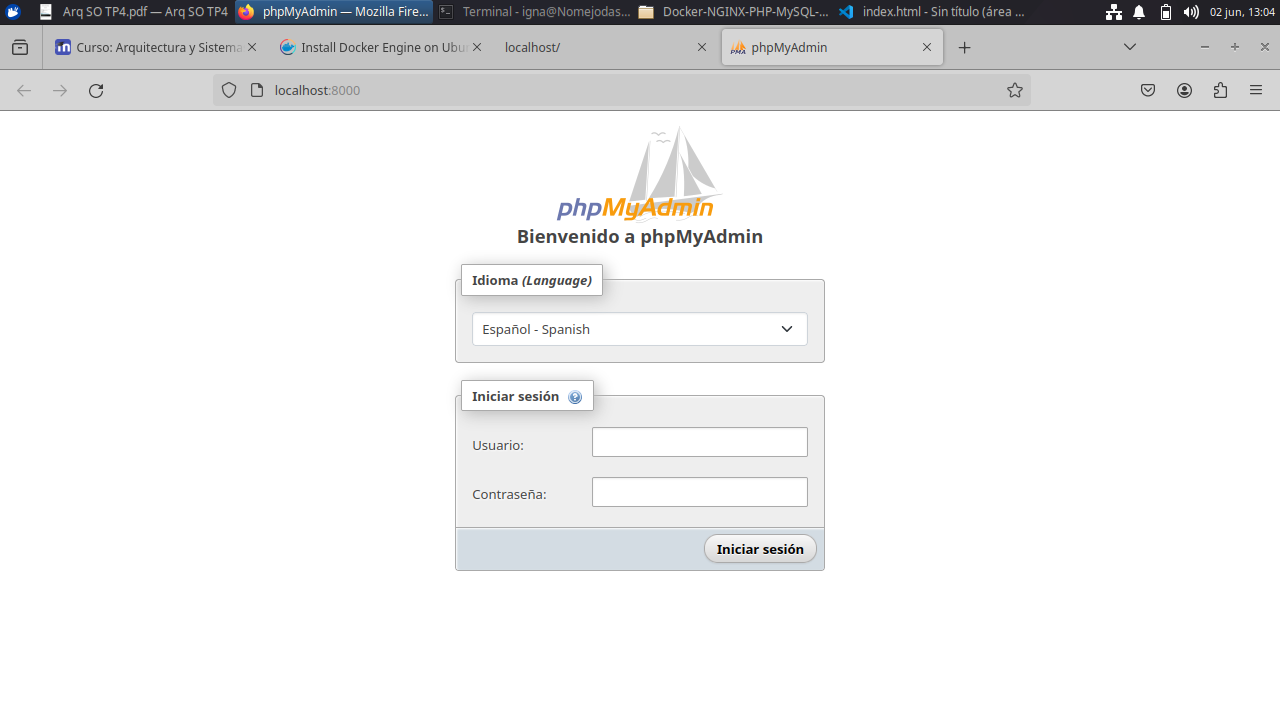 Arq SO TP4.pdf — Arq SO TP4
phpMyAdmin — Mozilla Fire...
Terminal - igna@Nomejodas...
Docker-NGINX-PHP-MySQL-...
index.html - Sin título (área ...
02 jun, 13:04
Curso: Arquitectura y Sistema
Install Docker Engine on Ubu
localhost/
phpMyAdmin
localhost:8000
phpMyAdmin
Bienvenido a phpMyAdmin
Idioma (Language)
Español - Spanish
Iniciar sesión
Usuario:
Contraseña:
Iniciar sesión